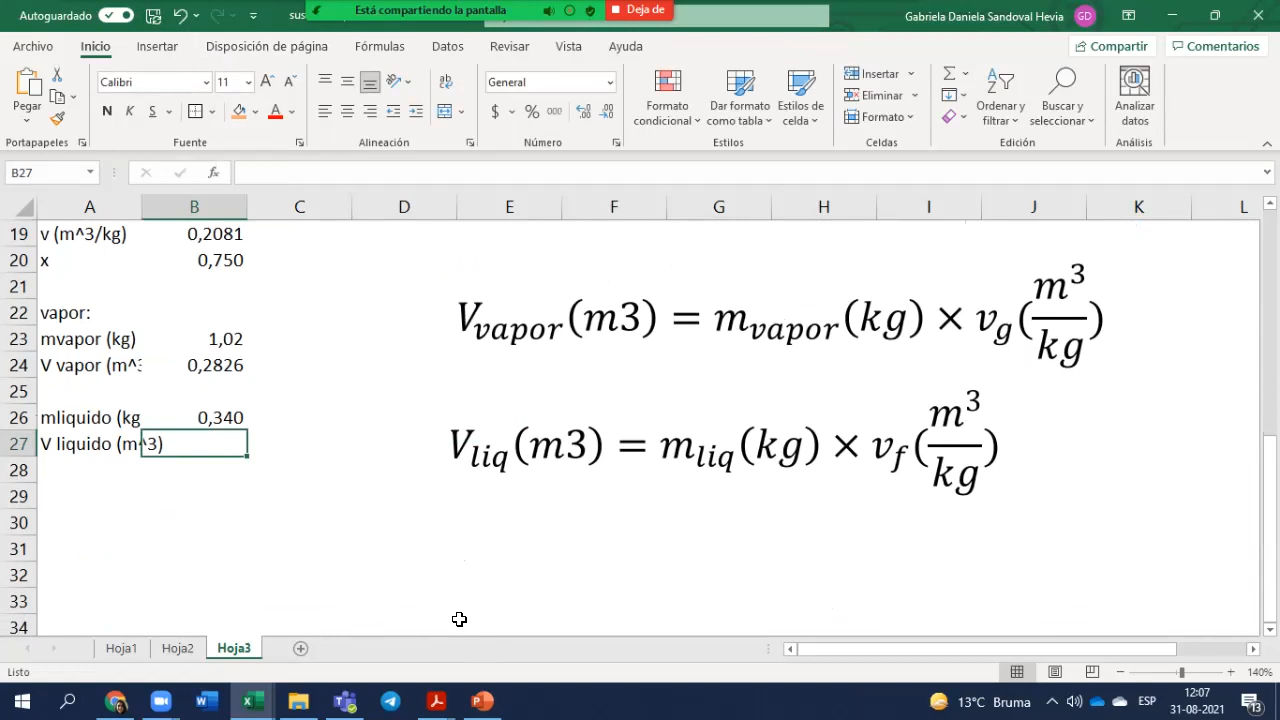 Autoguardado
sus
Está compartiendo la pantalla
Deja de
Gabriela Daniela Sandoval Hevia
GD
Archivo Inicio Insertar Disposición de página Fórmulas Datos Revisar Vista Ayuda
Compartir Comentarios
Pegar
Portapapeles
Calibri 11
N K S
Fuente
Alineación
General
$ % 000
Número
Formato condicional
Dar formato como tabla
Estilos de celda
Estilos
Insertar
Eliminar
Formato
Celdas
Ordenar y filtrar
Buscar y seleccionar
Edición
Analizar datos
Análisis
B27
fx
A B C D E F G H I J K L
19 v (m^3/kg) 0,2081
20 x 0,750
21
22 vapor:
23 mvapor (kg) 1,02
24 V vapor (m^3 0,2826
25
26 mliquido (kg 0,340
27 V liquido (m^3)
28
29
30
31
32
33
34
V_vapor(m3) = m_vapor(kg) × v_g(m^3/kg)
V_liq(m3) = m_liq(kg) × v_f(m^3/kg)
Hoja1 Hoja2 Hoja3
Listo
140%
13°C Bruma
ESP
12:07
31-08-2021
13